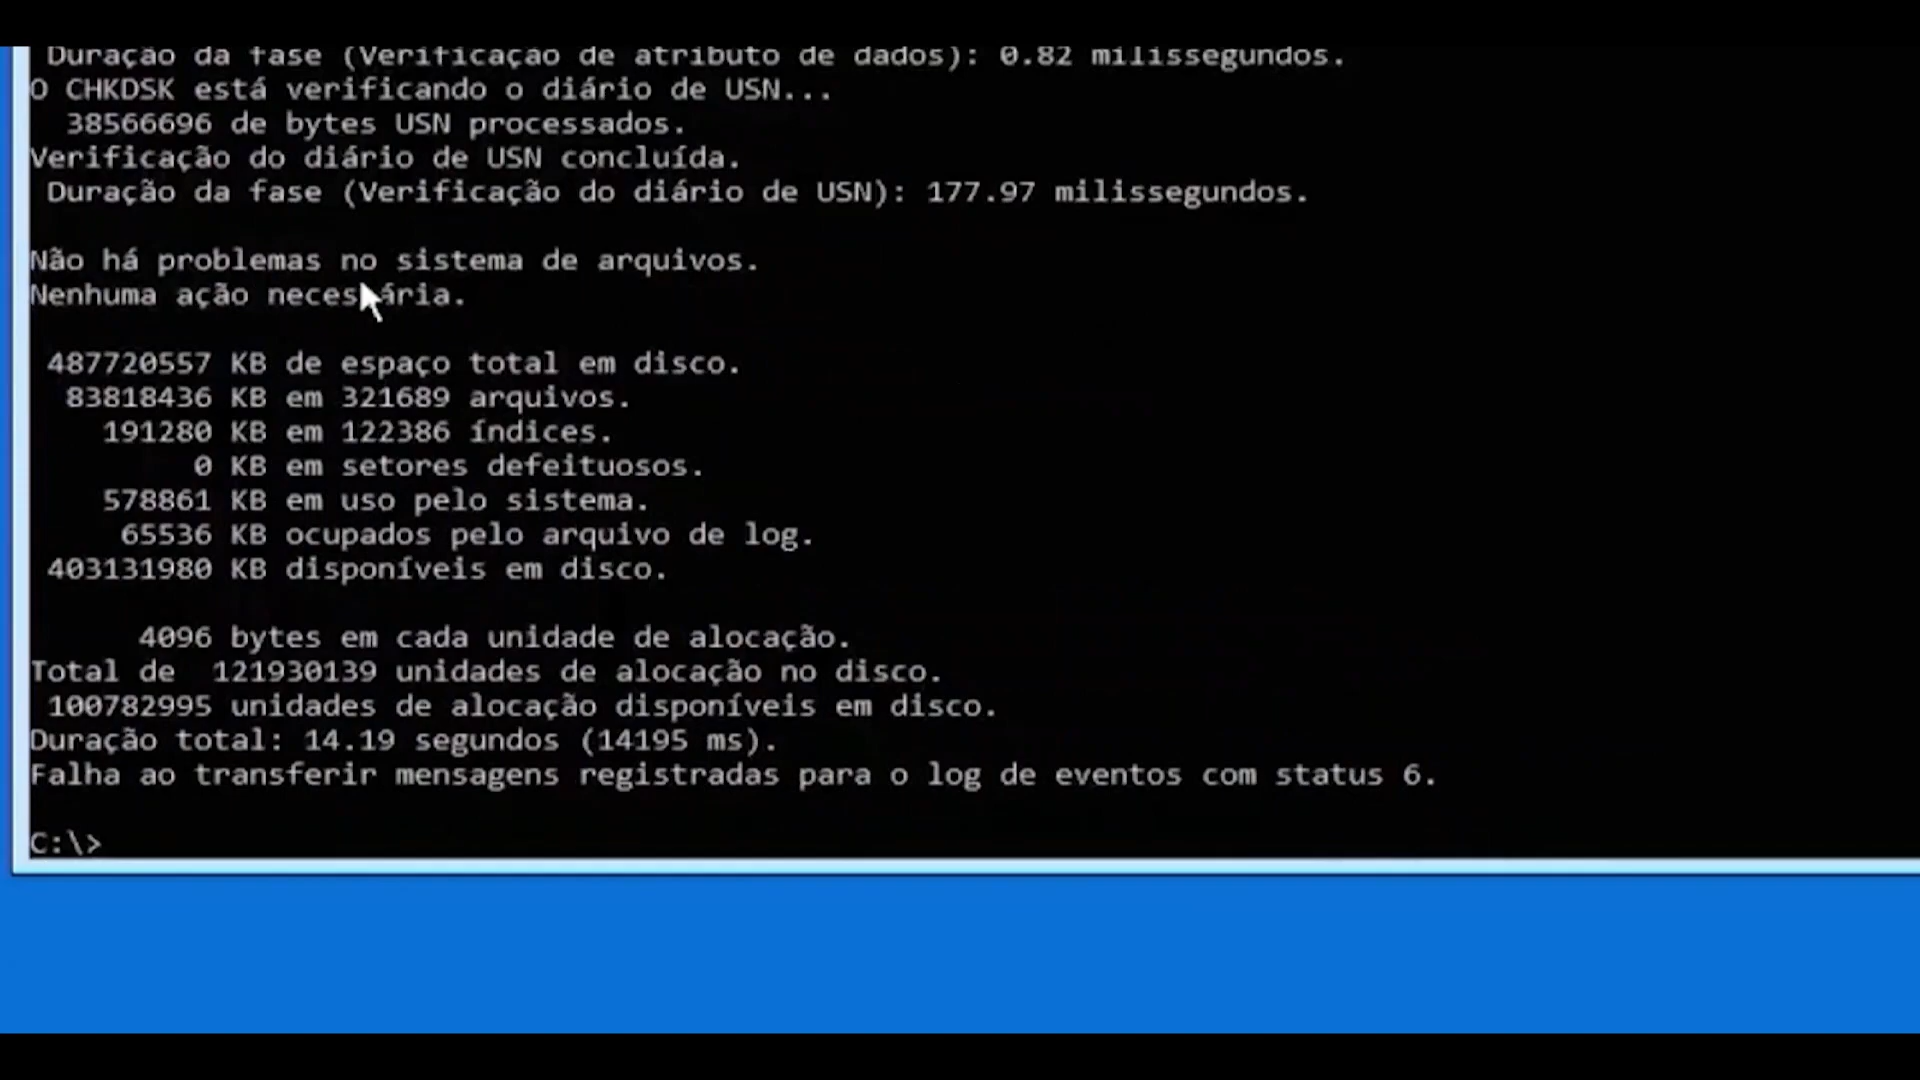 Duração da fase (Verificação de atributo de dados): 0.82 milissegundos.
O CHKDSK está verificando o diário de USN...
38566696 de bytes USN processados.
Verificação do diário de USN concluída.
Duração da fase (Verificação do diário de USN): 177.97 milissegundos.
Não há problemas no sistema de arquivos.
Nenhuma ação necessária.
487720557 KB de espaço total em disco.
83818436 KB em 321689 arquivos.
191280 KB em 122386 índices.
0 KB em setores defeituosos.
578861 KB em uso pelo sistema.
65536 KB ocupados pelo arquivo de log.
403131980 KB disponíveis em disco.
4096 bytes em cada unidade de alocação.
Total de  121930139 unidades de alocação no disco.
100782995 unidades de alocação disponíveis em disco.
Duração total: 14.19 segundos (14195 ms).
Falha ao transferir mensagens registradas para o log de eventos com status 6.
C:\>